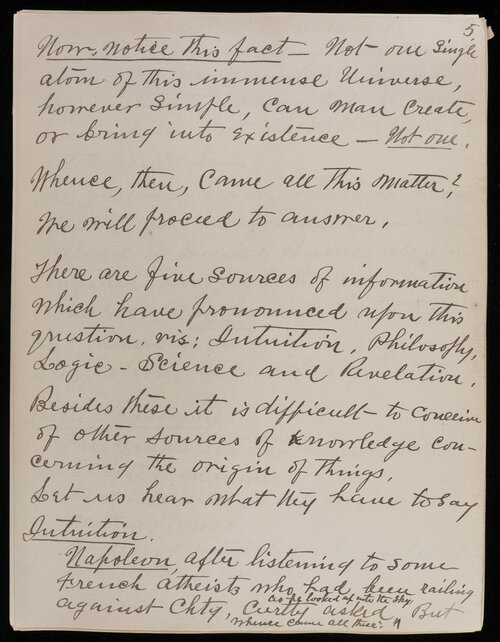 5
Now, notice this fact - Not one single
atom of this immense Universe,
however Simple, Can Man Create,
or bring into Existence - Not one.
Whence, then, Came all this Matter?
We will proceed to answer.
There are five sources of information
which have pronounced upon this
question, vis: Intuition, Philosophy,
Logic - Science and Revelation.
Besides these it is difficult to Conceive
of other sources of knowledge con-
cerning the origin of things.
Let us hear what they have to say
Intuition.
Napoleon, after listening to some
French atheists who had been railing
as he looked up into the sky
against Chty, Curtly asked But
Whence came all these?